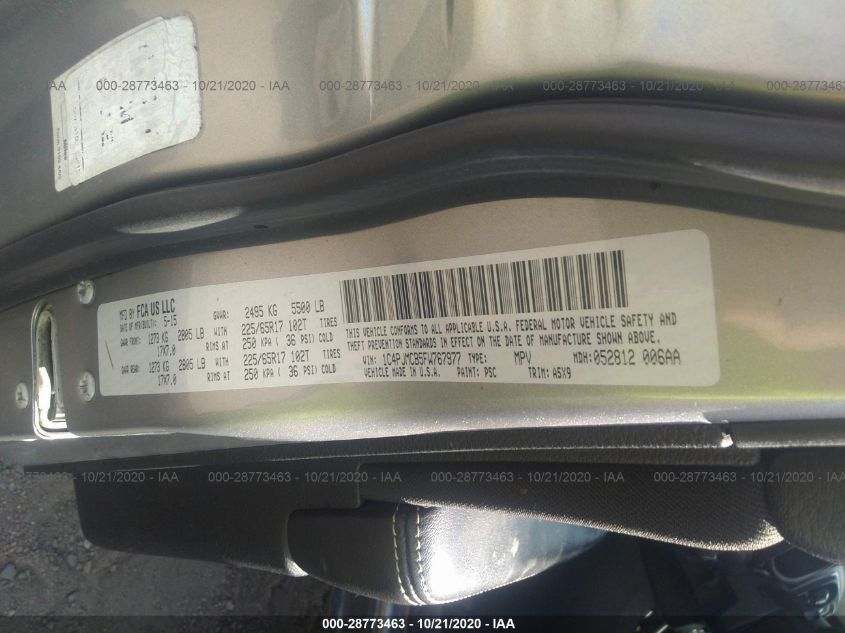 000-28773463 - 10/21/2020 - IAA
MFD BY FCA US LLC
DATE OF MFR(BUILT): 5-15 GVWR: 2495 KG 5500 LB
GAWR FRONT: 1273 KG 2805 LB WITH 225/65R17 102T TIRES
17X7.0 RIMS AT 250 KPA ( 36 PSI) COLD
GAWR REAR: 1273 KG 2805 LB WITH 225/65R17 102T TIRES
17X7.0 RIMS AT 250 KPA ( 36 PSI) COLD
THIS VEHICLE CONFORMS TO ALL APPLICABLE U.S.A. FEDERAL MOTOR VEHICLE SAFETY AND
THEFT PREVENTION STANDARDS IN EFFECT ON THE DATE OF MANUFACTURE SHOWN ABOVE.
VIN: 1C4PJMCB5FW767977 TYPE: MPV MDH: 052812 006AA
VEHICLE MADE IN U.S.A. PAINT: PSC TRIM: A5X9
000-28773463 - 10/21/2020 - IAA
000-28773463 - 10/21/2020 - IAA